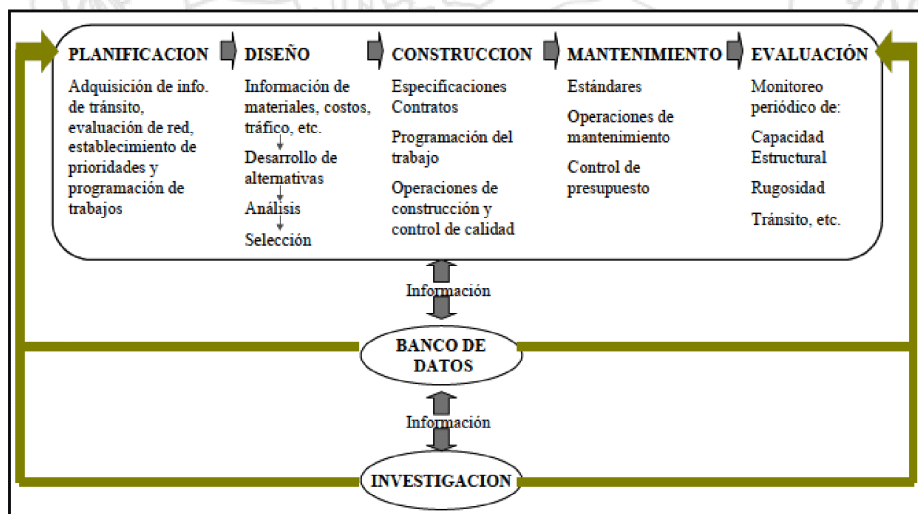 PLANIFICACION
Adquisición de info.
de tránsito,
evaluación de red,
establecimiento de
prioridades y
programación de
trabajos
DISEÑO
Información de
materiales, costos,
tráfico, etc.
Desarrollo de
alternativas
Análisis
Selección
CONSTRUCCION
Especificaciones
Contratos
Programación del
trabajo
Operaciones de
construcción y
control de calidad
MANTENIMIENTO
Estándares
Operaciones de
mantenimiento
Control de
presupuesto
EVALUACIÓN
Monitoreo
periódico de:
Capacidad
Estructural
Rugosidad
Tránsito, etc.
Información
BANCO DE
DATOS
Información
INVESTIGACION